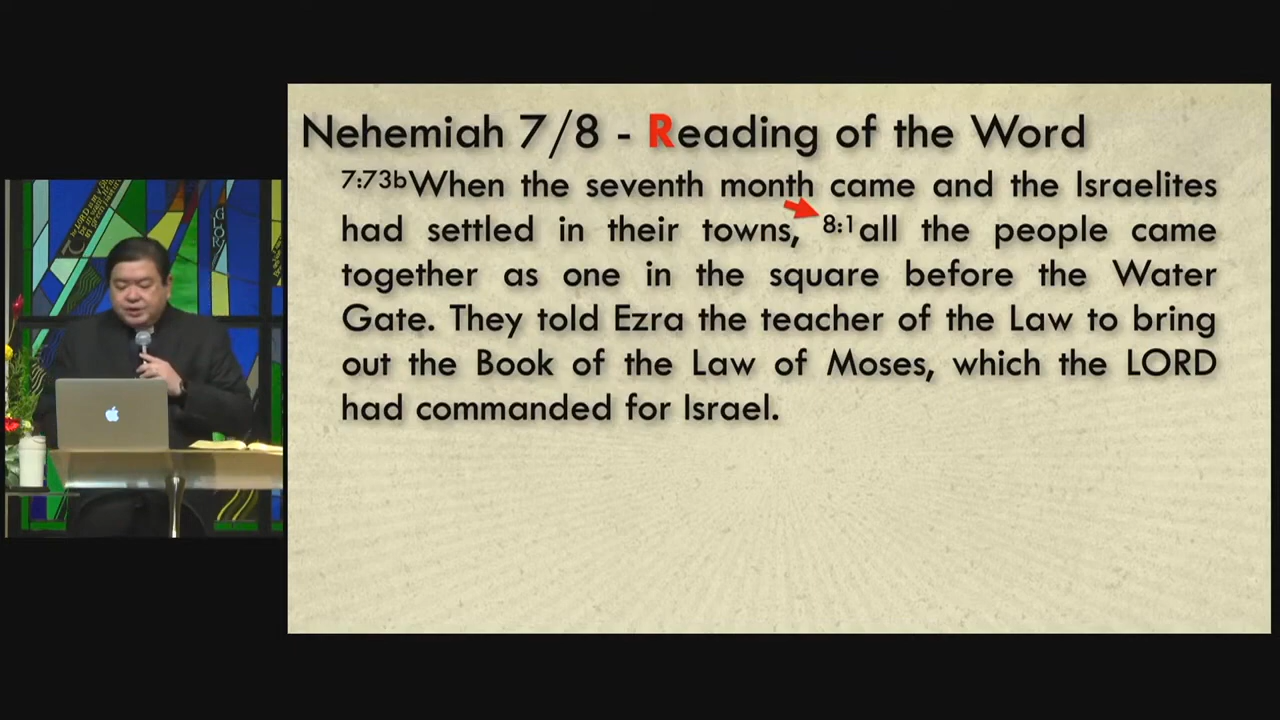 Nehemiah 7/8 - Reading of the Word
7:73bWhen the seventh month came and the Israelites
had settled in their towns, 8:1all the people came
together as one in the square before the Water
Gate. They told Ezra the teacher of the Law to bring
out the Book of the Law of Moses, which the LORD
had commanded for Israel.